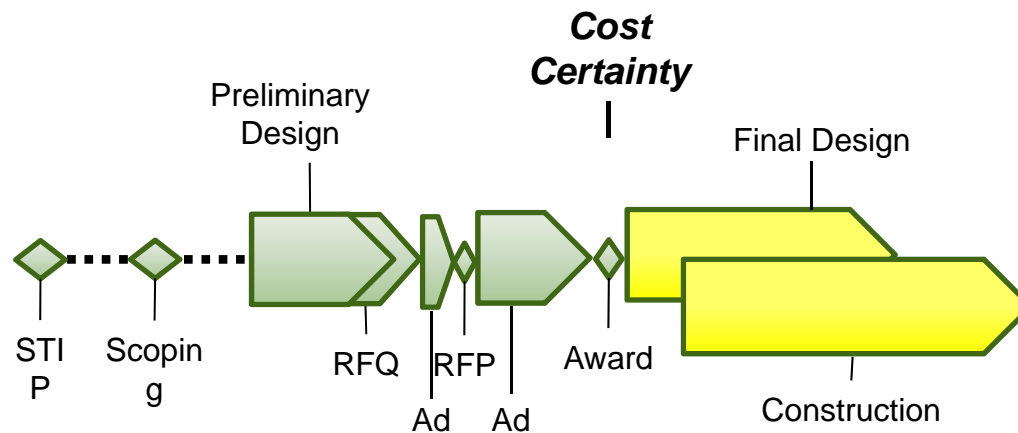 Cost
Certainty
Preliminary
Design
Final Design
STI
P
Scopin
g
RFQ
RFP
Award
Ad
Ad
Construction